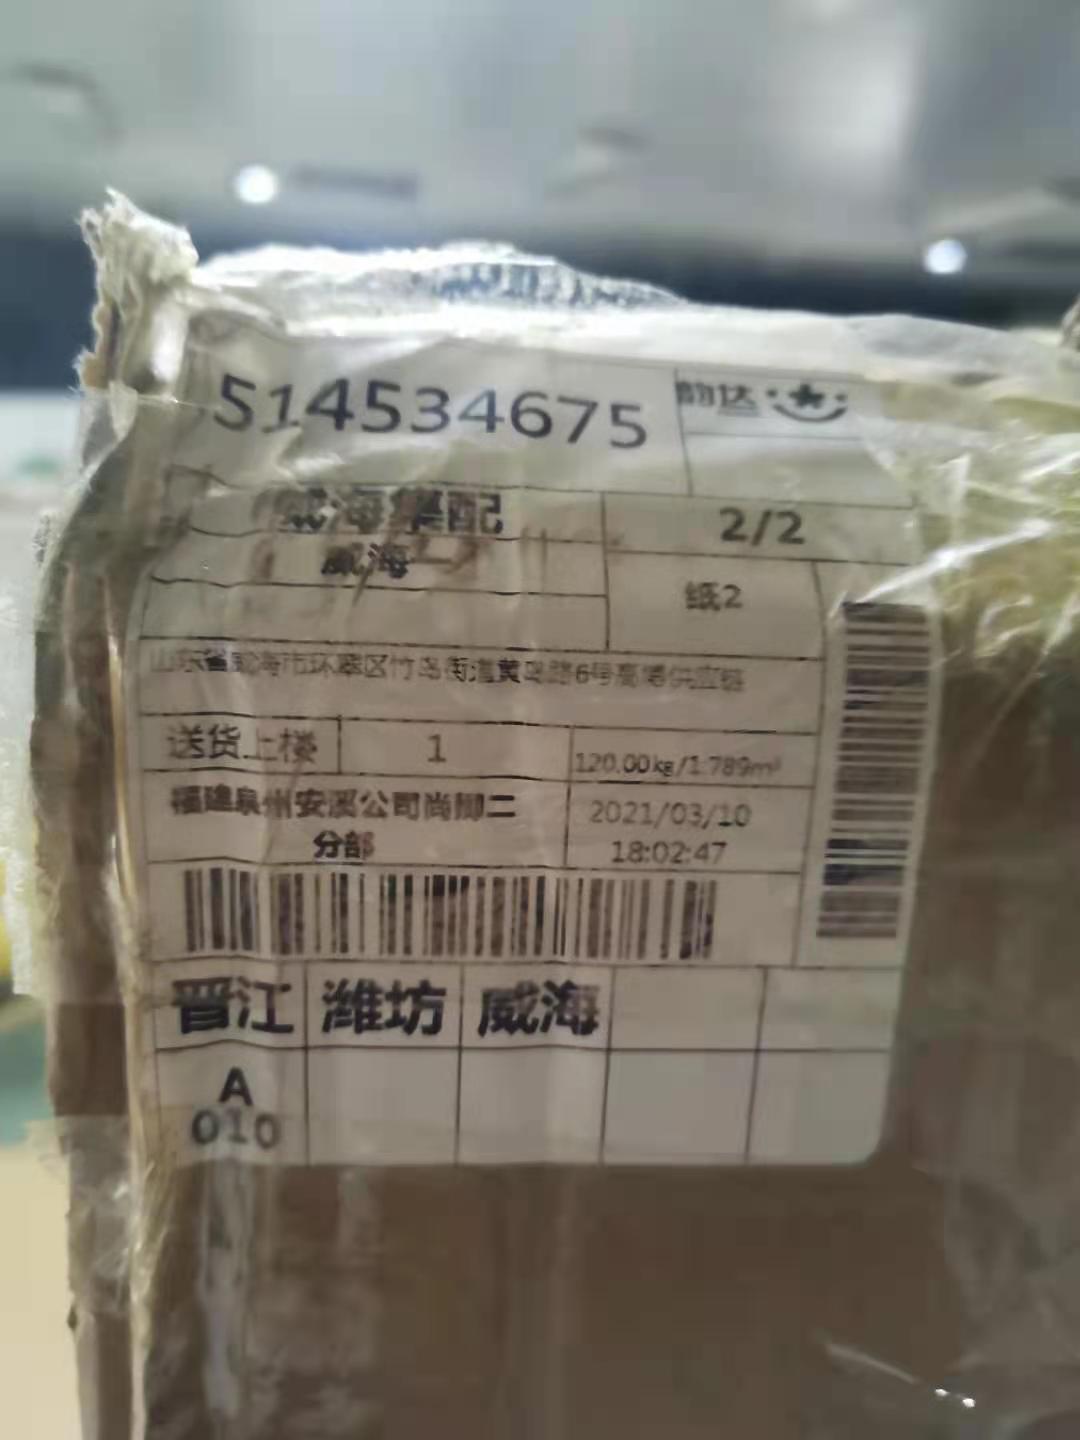 514534675
韵达
威海集配
2/2
威海
纸2
山东省威海市环翠区竹岛街道黄岛路6号高博供应链
送货上楼
1
120.00kg/1.789m³
福建泉州安溪公司尚卿二
分部
2021/03/10
18:02:47
晋江
潍坊
威海
A
010